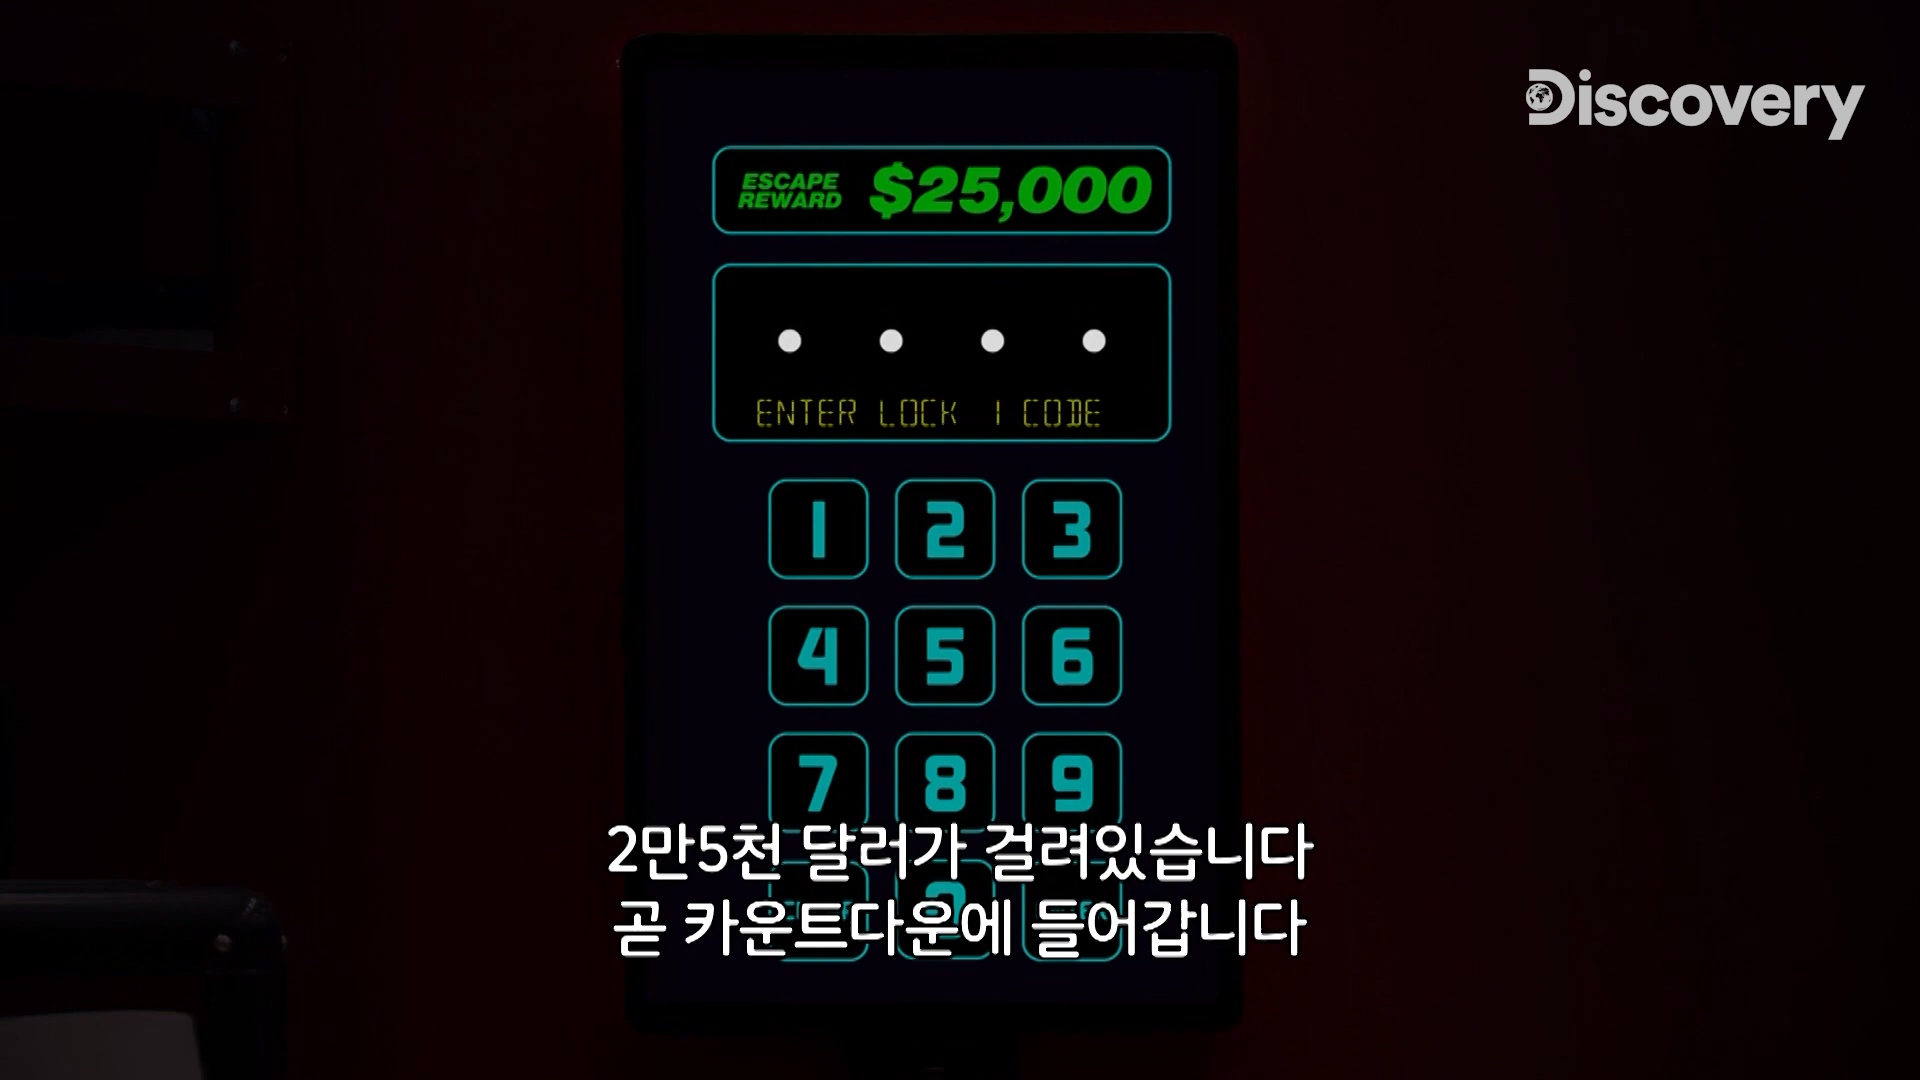 Discovery
ESCAPE
REWARD
$25,000
ENTER LOCK 1 CODE
1 2 3
4 5 6
7 8 9
2만5천 달러가 걸려있습니다
곧 카운트다운에 들어갑니다